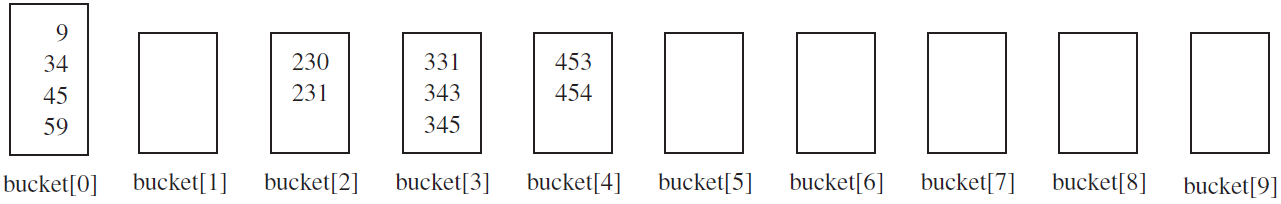 9
34 230 331 453
45 231 343 454
59 345
bucket[0] bucket[1] bucket[2] bucket[3] bucket[4] bucket[5] bucket[6] bucket[7] bucket[8] bucket[9]